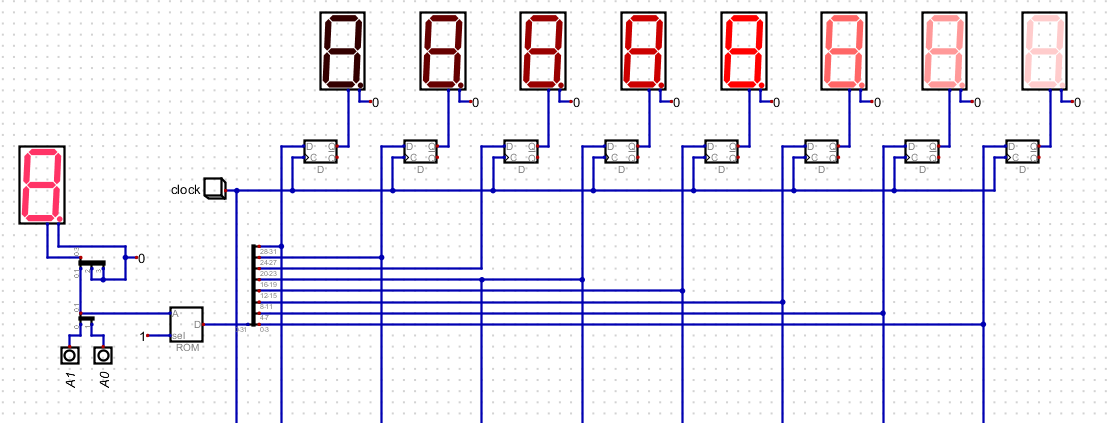 0 0 0 0 0 0 0 0
D Q D Q D Q D Q D Q D Q D Q D Q
C Q C Q C Q C Q C Q C Q C Q C Q
D D D D D D D D
clock
28-31
24-27
20-23
16-19
12-15
8-11
4-7
0-3
0
A
D
1
sel
ROM
A1 A0